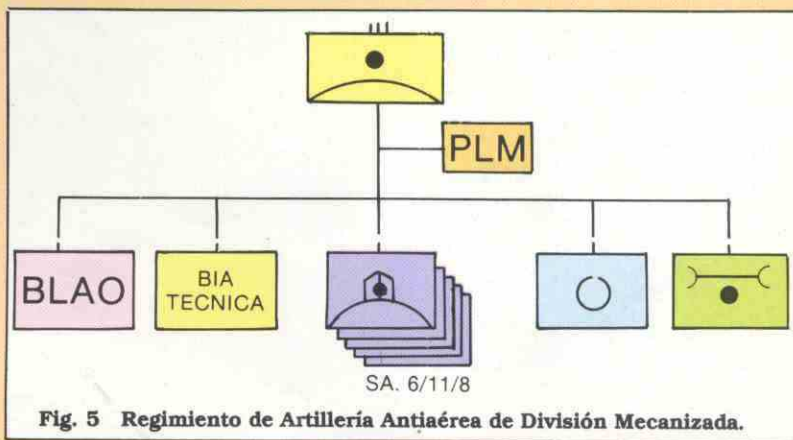 PLM
BLAO
BIA
TECNICA
SA. 6/11/8
Fig. 5 Regimiento de Artillería Antiaérea de División Mecanizada.